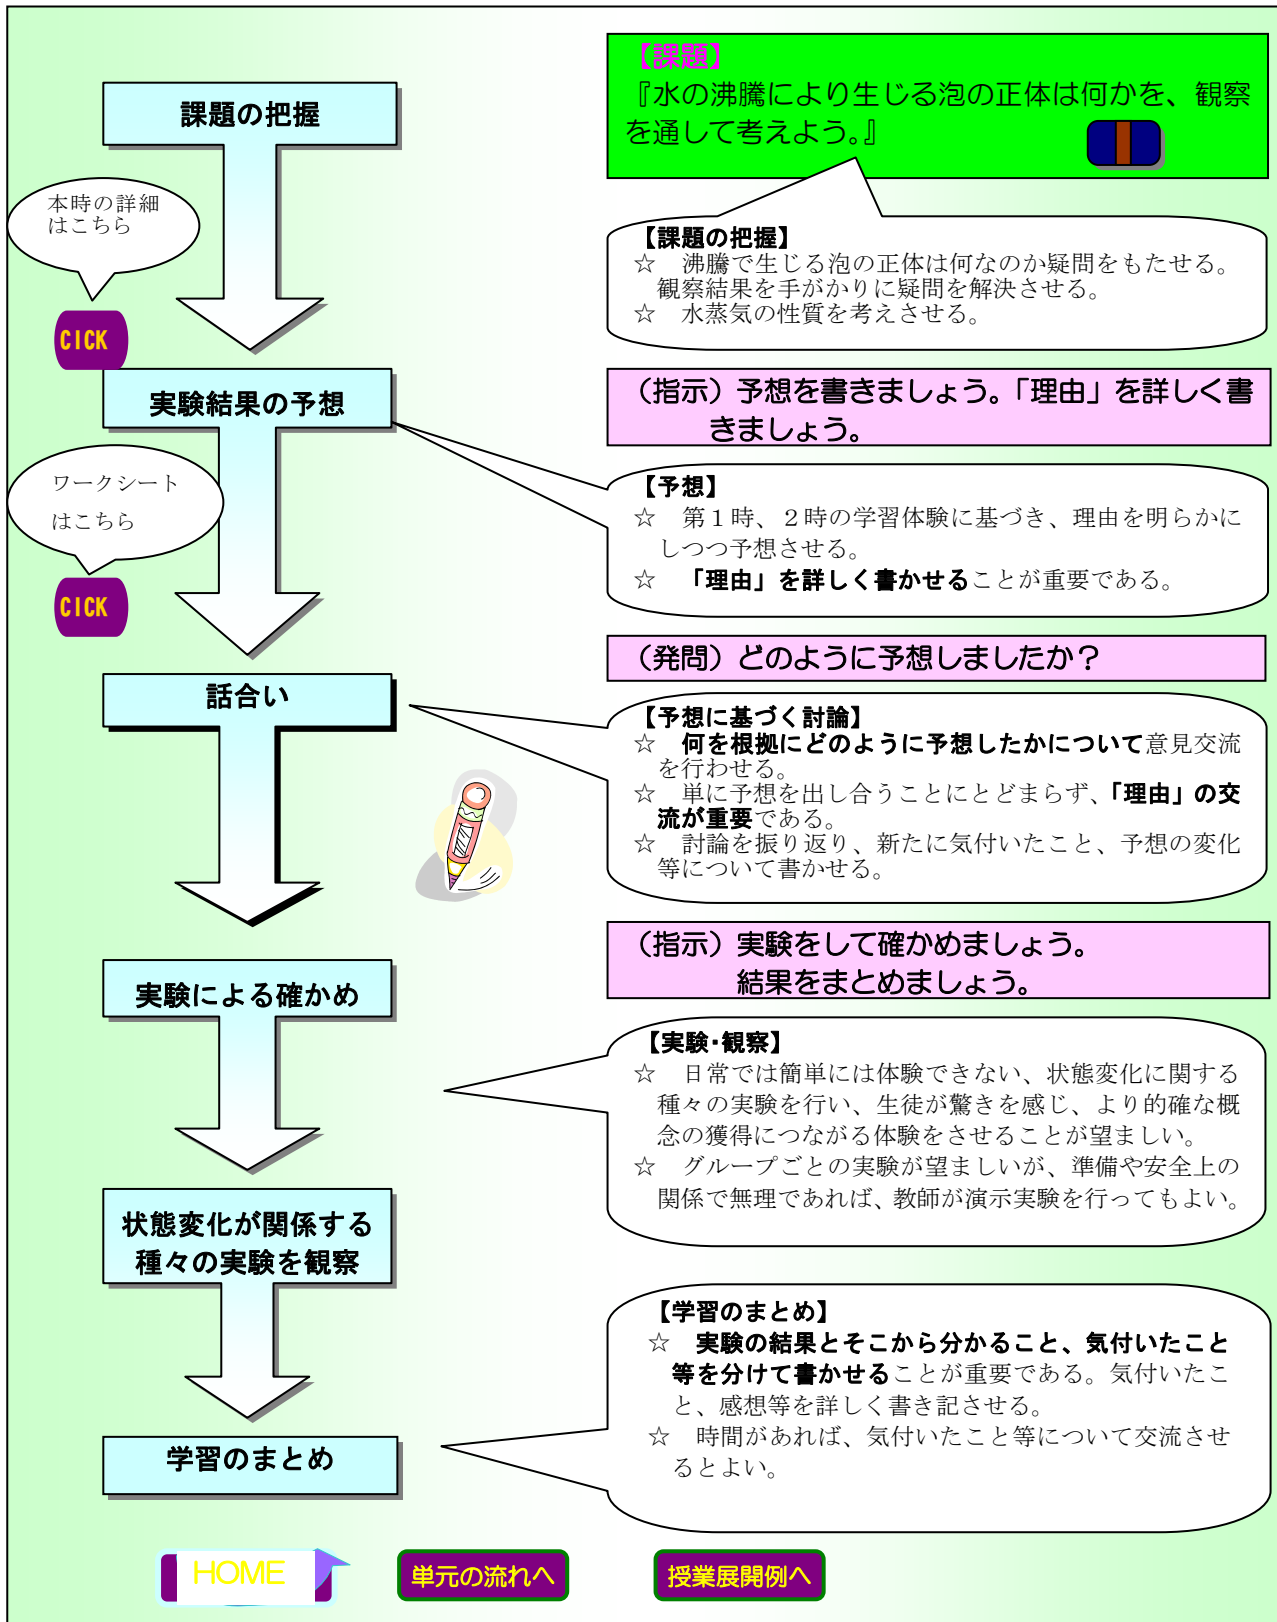 【課題】
『水の沸騰により生じる泡の正体は何かを、観察
を通して考えよう。』
課題の把握
本時の詳細
はこちら
CICK
【課題の把握】
☆　沸騰で生じる泡の正体は何なのか疑問をもたせる。
観察結果を手がかりに疑問を解決させる。
☆　水蒸気の性質を考えさせる。
実験結果の予想
（指示）予想を書きましょう。「理由」を詳しく書
きましょう。
ワークシート
はこちら
CICK
【予想】
☆　第１時、２時の学習体験に基づき、理由を明らかに
しつつ予想させる。
☆　「理由」を詳しく書かせることが重要である。
（発問）どのように予想しましたか？
話合い
【予想に基づく討論】
☆　何を根拠にどのように予想したかについて意見交流
を行わせる。
☆　単に予想を出し合うことにとどまらず、「理由」の交
流が重要である。
☆　討論を振り返り、新たに気付いたこと、予想の変化
等について書かせる。
（指示）実験をして確かめましょう。
結果をまとめましょう。
実験による確かめ
【実験・観察】
☆　日常では簡単には体験できない、状態変化に関する
種々の実験を行い、生徒が驚きを感じ、より的確な概
念の獲得につながる体験をさせることが望ましい。
☆　グループごとの実験が望ましいが、準備や安全上の
関係で無理であれば、教師が演示実験を行ってもよい。
状態変化が関係する
種々の実験を観察
【学習のまとめ】
☆　実験の結果とそこから分かること、気付いたこと
等を分けて書かせることが重要である。気付いたこ
と、感想等を詳しく書き記させる。
☆　時間があれば、気付いたこと等について交流させ
るとよい。
学習のまとめ
HOME
単元の流れへ
授業展開例へ